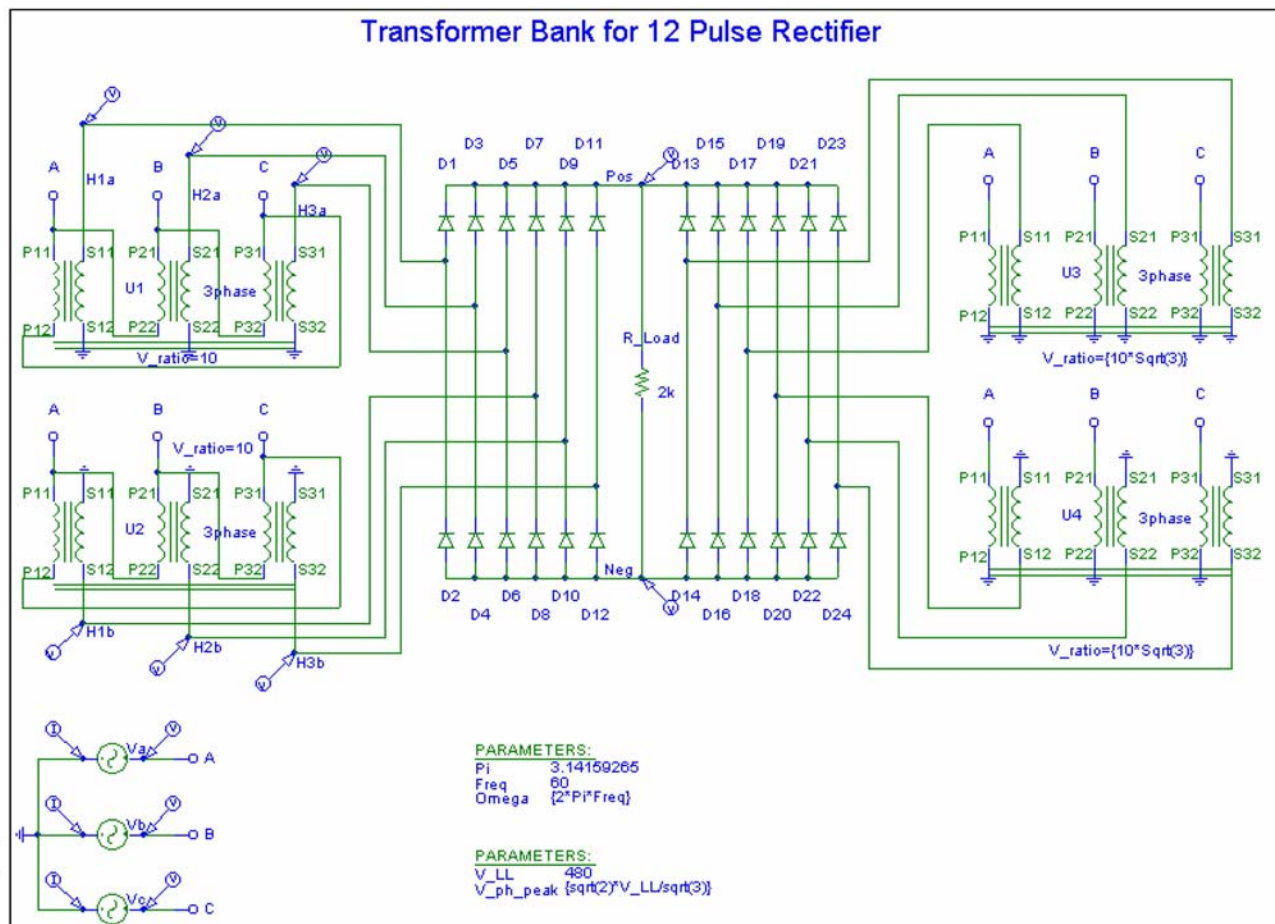 Transformer Bank for 12 Pulse Rectifier
D3 D7 D11 D15 D19 D23
D1 D5 D9 D13 D17 D21
A B C
H1a H2a H3a
Pos
A B C
P11 S11 P21 S21 P31 S31
U1 3phase
P12 S12 P22 S22 P32 S32
V_ratio=10
P11 S11 P21 S21 P31 S31
U3 3phase
P12 S12 P22 S22 P32 S32
V_ratio={10*Sqrt(3)}
R_Load
2k
A B C
V_ratio=10
P11 S11 P21 S21 P31 S31
U2 3phase
P12 S12 P22 S22 P32 S32
H1b H2b H3b
A B C
P11 S11 P21 S21 P31 S31
U4 3phase
P12 S12 P22 S22 P32 S32
V_ratio={10*Sqrt(3)}
Neg
D2 D6 D10 D14 D18 D22
D4 D8 D12 D16 D20 D24
V V V V V V V V
I Va V A
I Vb V B
I Vc V C
PARAMETERS:
Pi 3.14159265
Freq 60
Omega {2*Pi*Freq}
PARAMETERS:
V_LL 480
V_ph_peak {sqrt(2)*V_LL/sqrt(3)}